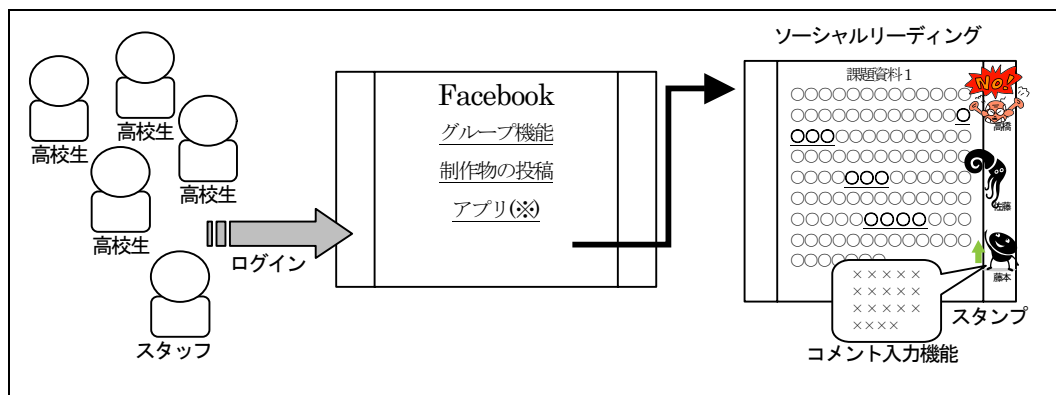 高校生
高校生
高校生
高校生
スタッフ
ログイン
Facebook
グループ機能
制作物の投稿
アプリ(※)
ソーシャルリーディング
課題資料1
○○○○○○○○○○○○
○○○○○○○○○○○○
○○○○○○○○○○○○
○○○○○○○○○○○○
○○○○○○○○○○○○
○○○○○○○○○○○○
○○○○○○○○○○○○
○○○○○○○○○○○○
○○○○○○○
NO!
高橋
佐藤
藤本
×××××
×××××
×××××
××××
スタンプ
コメント入力機能